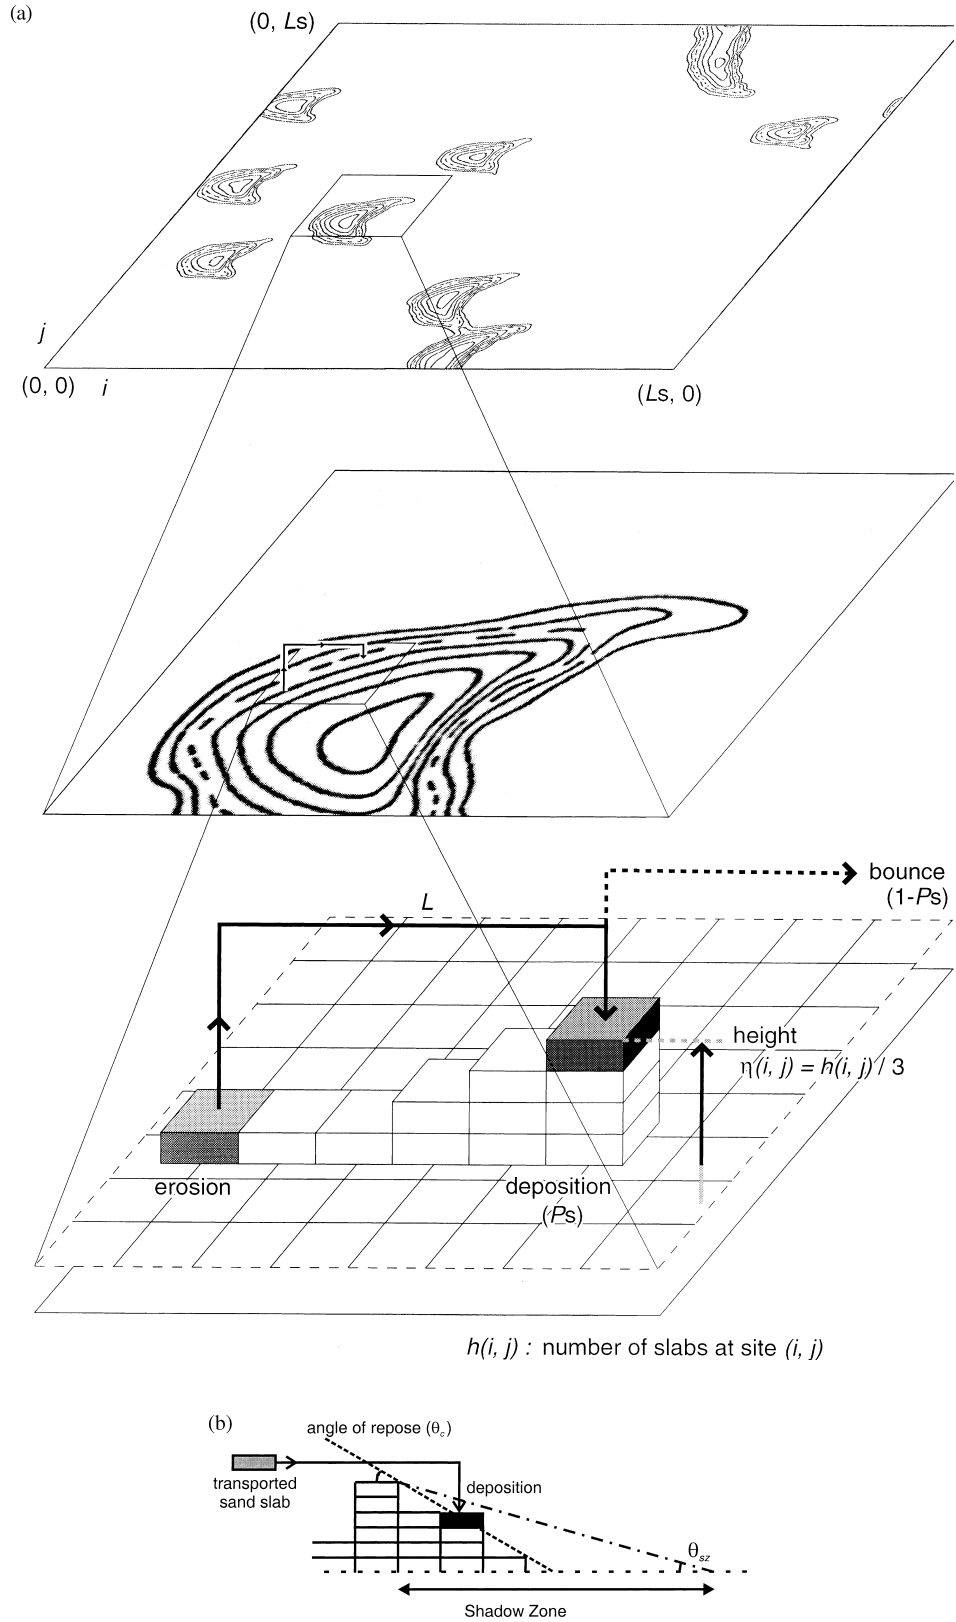 (a)
(0, Ls)
j
(0, 0) i
(Ls, 0)
bounce
(1-Ps)
L
height
η(i, j) = h(i, j) / 3
erosion
deposition
(Ps)
h(i, j) : number of slabs at site (i, j)
(b)
angle of repose (θc)
transported
sand slab
deposition
θsz
Shadow Zone